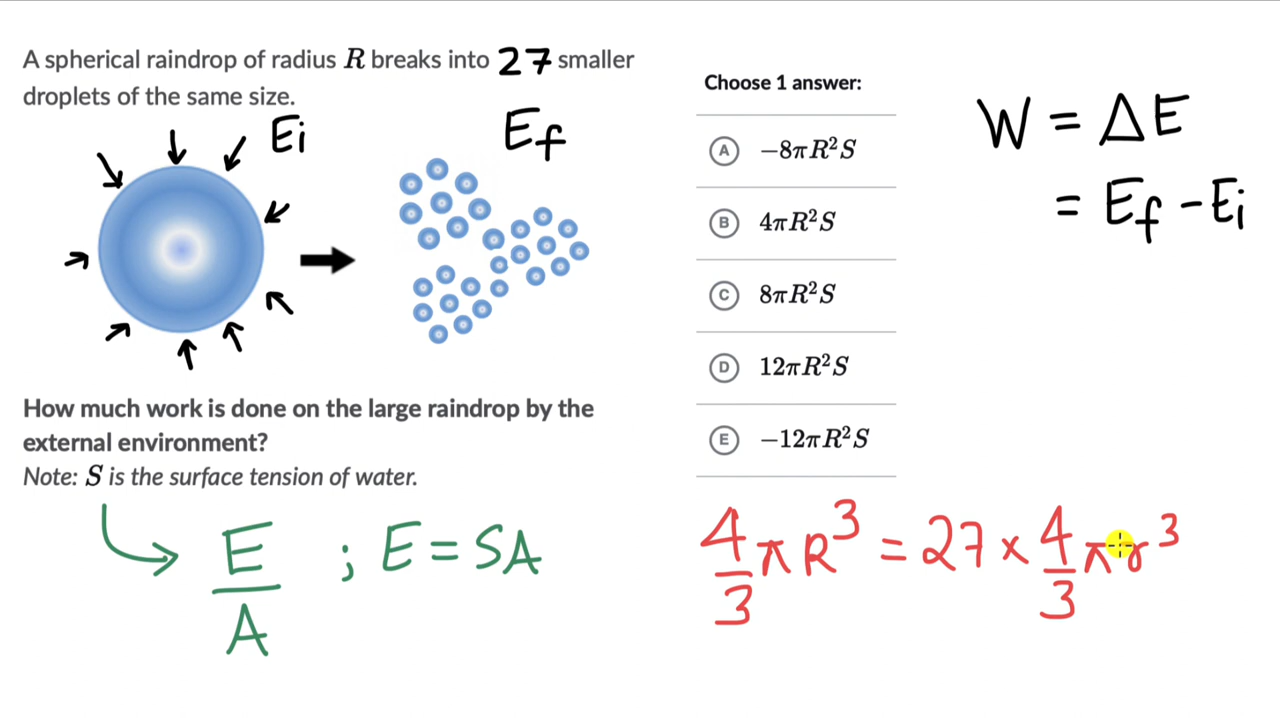 A spherical raindrop of radius R breaks into 27 smaller
droplets of the same size.
Ei
Ef
How much work is done on the large raindrop by the
external environment?
Note: S is the surface tension of water.
E/A ; E = SA
Choose 1 answer:
A −8πR²S
B 4πR²S
C 8πR²S
D 12πR²S
E −12πR²S
W = ΔE
= Ef − Ei
4/3 πR³ = 27 × 4/3 πr³